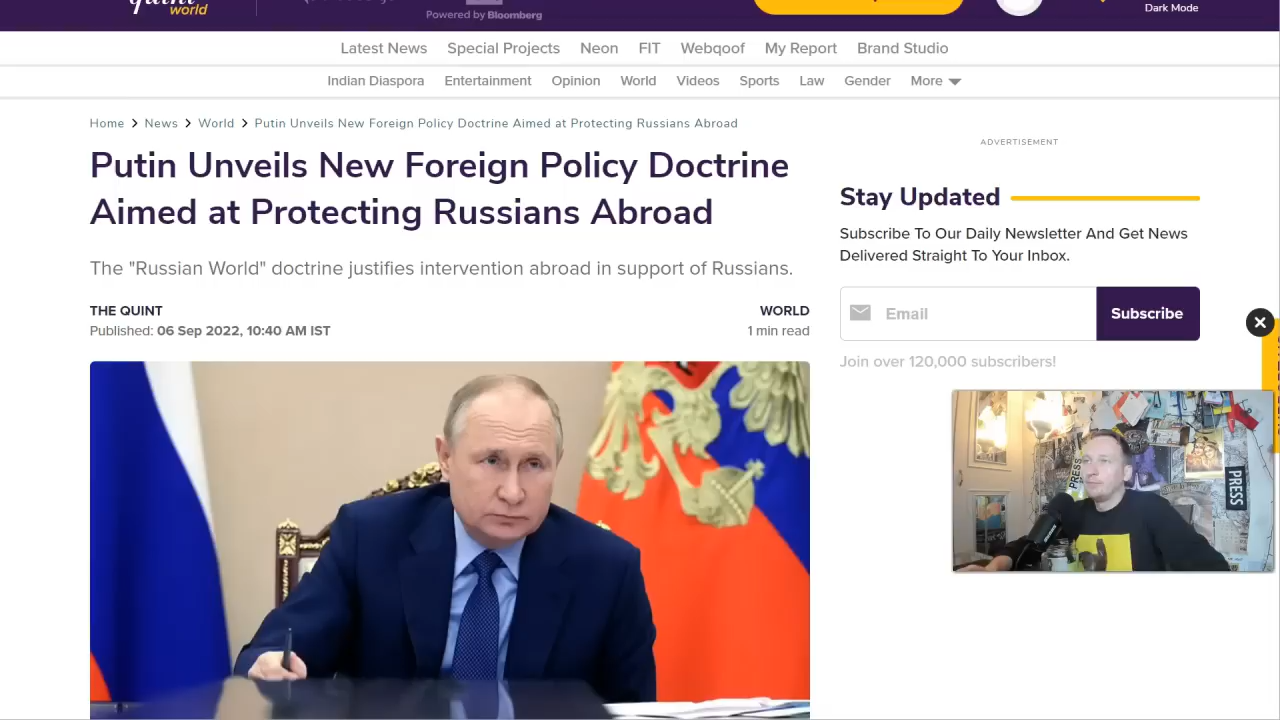 quint
world
Powered by Bloomberg
Dark Mode
Latest News Special Projects Neon FIT Webqoof My Report Brand Studio
Indian Diaspora Entertainment Opinion World Videos Sports Law Gender More
Home > News > World > Putin Unveils New Foreign Policy Doctrine Aimed at Protecting Russians Abroad
Putin Unveils New Foreign Policy Doctrine
Aimed at Protecting Russians Abroad
The "Russian World" doctrine justifies intervention abroad in support of Russians.
THE QUINT
Published: 06 Sep 2022, 10:40 AM IST
WORLD
1 min read
ADVERTISEMENT
Stay Updated
Subscribe To Our Daily Newsletter And Get News
Delivered Straight To Your Inbox.
Email
Subscribe
Join over 120,000 subscribers!
PRESS
PRESS